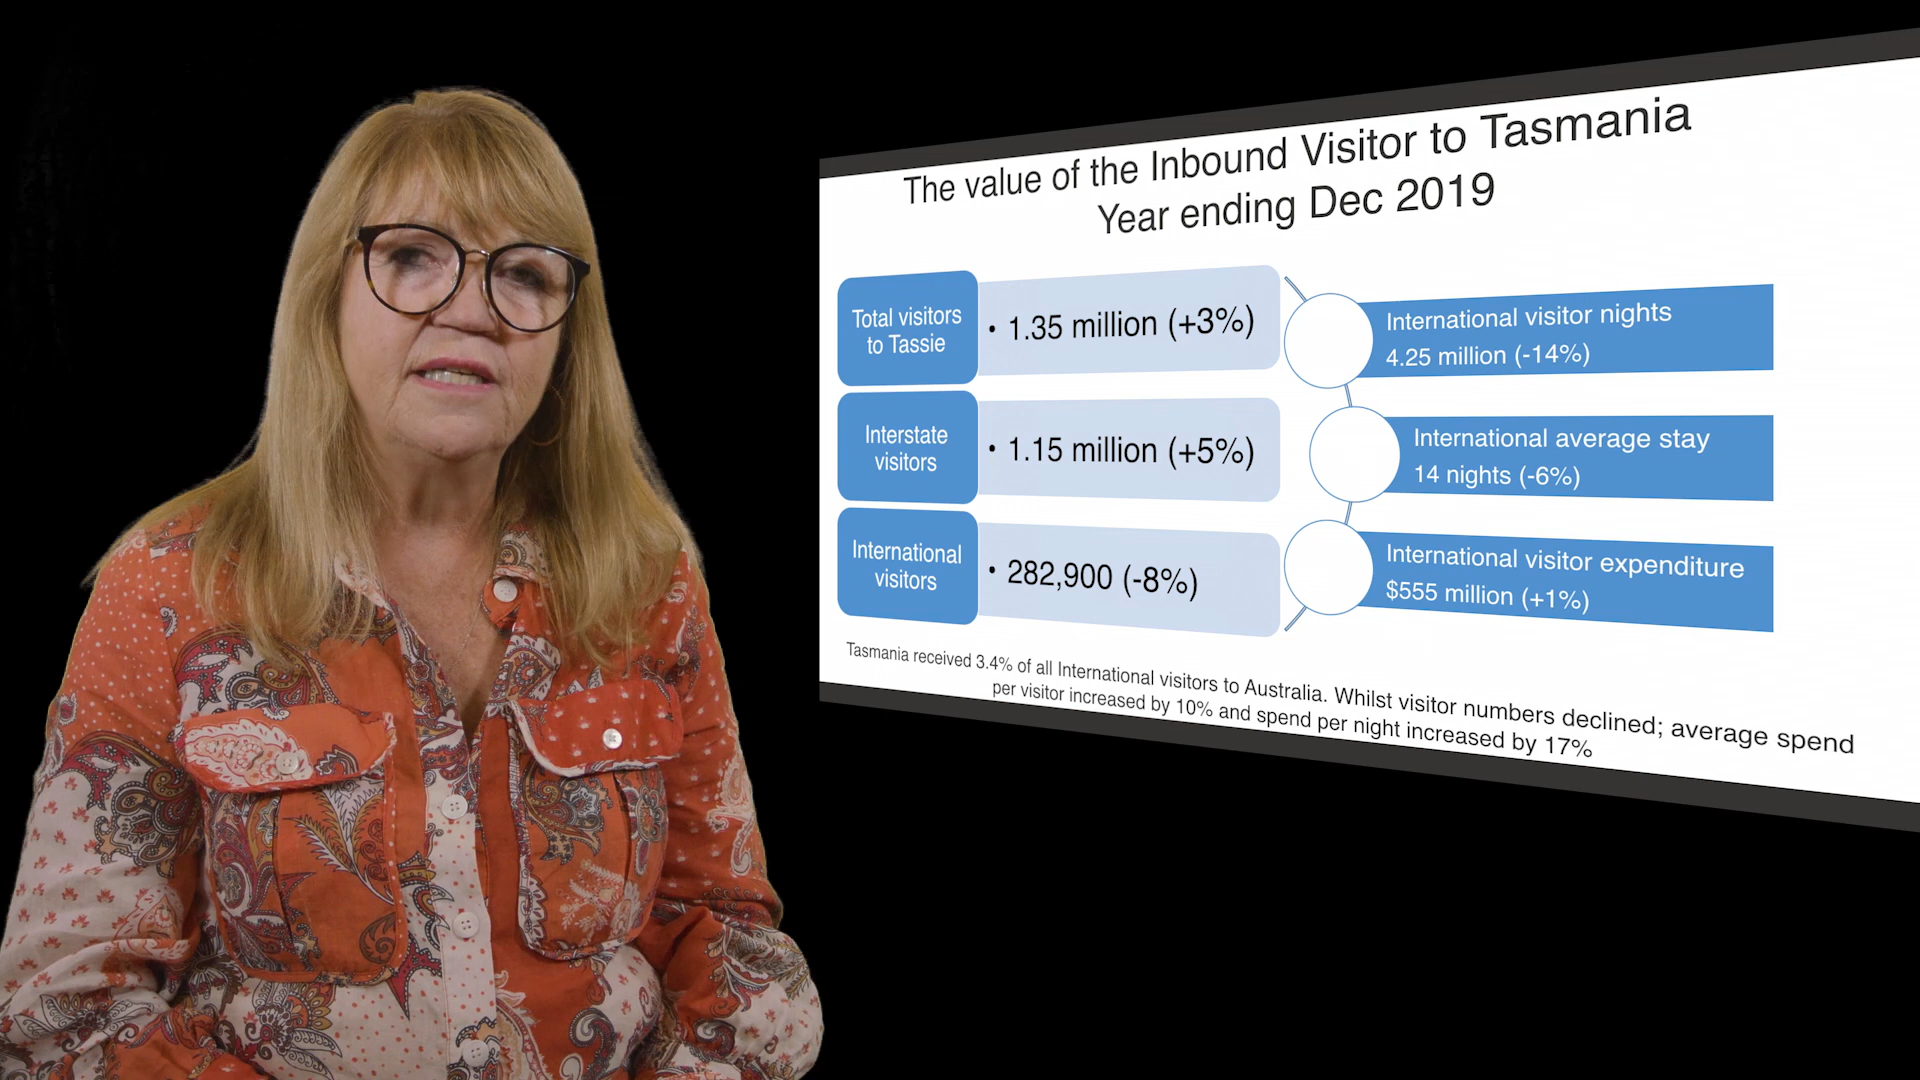 The value of the Inbound Visitor to Tasmania
Year ending Dec 2019
Total visitors
to Tassie
• 1.35 million (+3%)
Interstate
visitors
• 1.15 million (+5%)
International
visitors
• 282,900 (-8%)
International visitor nights
4.25 million (-14%)
International average stay
14 nights (-6%)
International visitor expenditure
$555 million (+1%)
Tasmania received 3.4% of all International visitors to Australia. Whilst visitor numbers declined; average spend
per visitor increased by 10% and spend per night increased by 17%